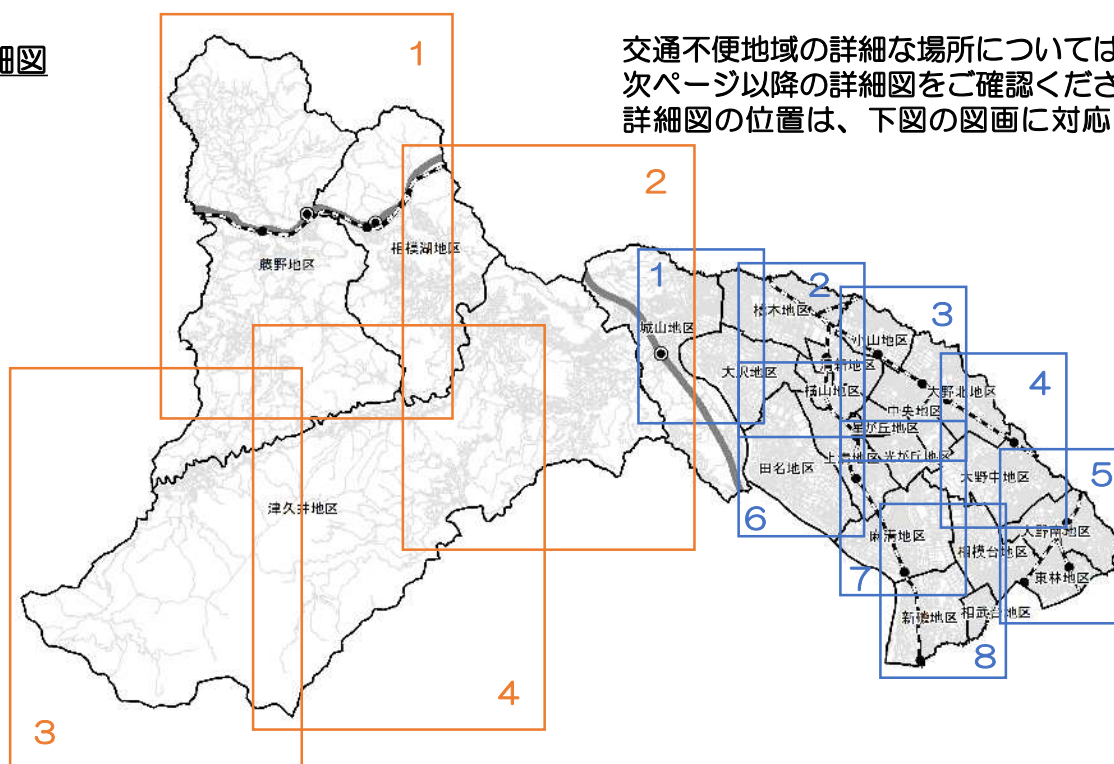 細図
交通不便地域の詳細な場所については
次ページ以降の詳細図をご確認くださ
詳細図の位置は、下図の図画に対応
1
2
3
4
藤野地区
相模湖地区
津久井地区
1
2
3
4
5
6
7
8
城山地区
橋本地区
小山地区
大沢地区
清新地区
横山地区
大野北地区
中央地区
星が丘地区
田名地区
上溝地区
光が丘地区
大野中地区
麻溝地区
相模台地区
大野南地区
東林地区
新磯地区
相武台地区